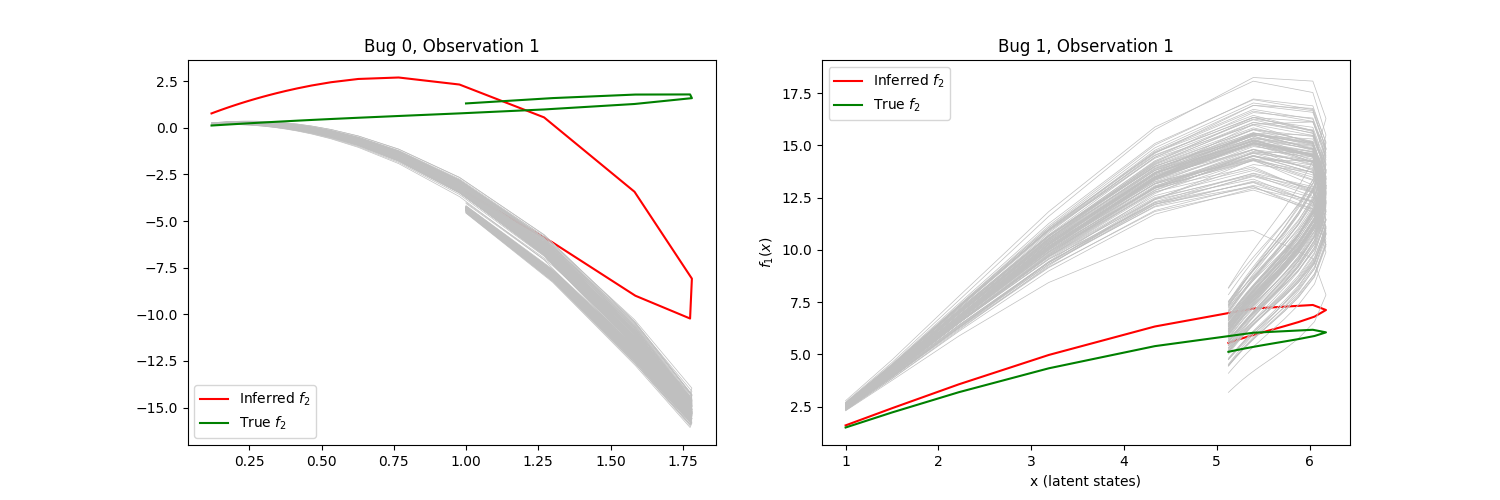 Bug 0, Observation 1
2.5
0.0
−2.5
−5.0
−7.5
−10.0
−12.5
−15.0
Inferred f₂
True f₂
0.25 0.50 0.75 1.00 1.25 1.50 1.75
Bug 1, Observation 1
Inferred f₂
True f₂
17.5
15.0
12.5
10.0
7.5
5.0
2.5
f₁(x)
1 2 3 4 5 6
x (latent states)